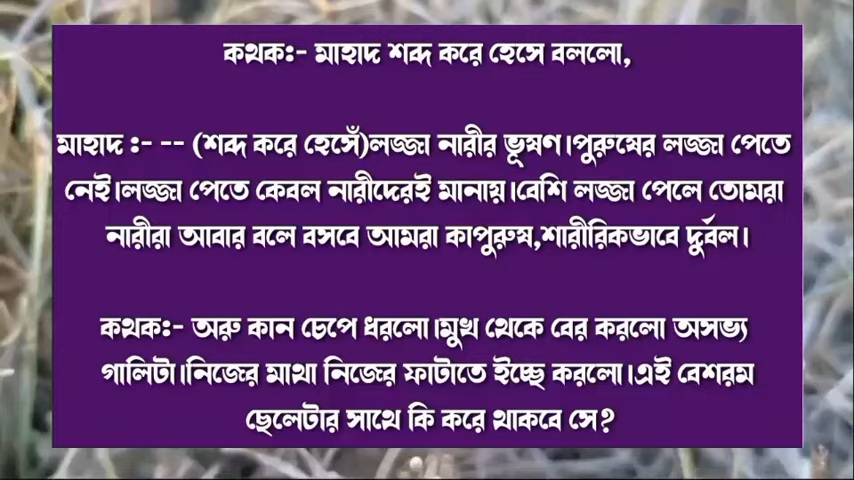 কথক:- মাহাদ শব্দ করে হেসে বললো,
মাহাদ :- -- (শব্দ করে হেসেঁ)লজ্জা নারীর ভূষণ।পুরুষের লজ্জা পেতে
নেই।লজ্জা পেতে কেবল নারীদেরই মানায়।বেশি লজ্জা পেলে তোমরা
নারীরা আবার বলে বসবে আমরা কাপুরুষ,শারীরিকভাবে দুর্বল।
কথক:- অরু কান চেপে ধরলো।মুখ থেকে বের করলো অসভ্য
গালিটা।নিজের মাথা নিজের ফাটাতে ইচ্ছে করলো।এই বেশরম
ছেলেটার সাথে কি করে থাকবে সে?